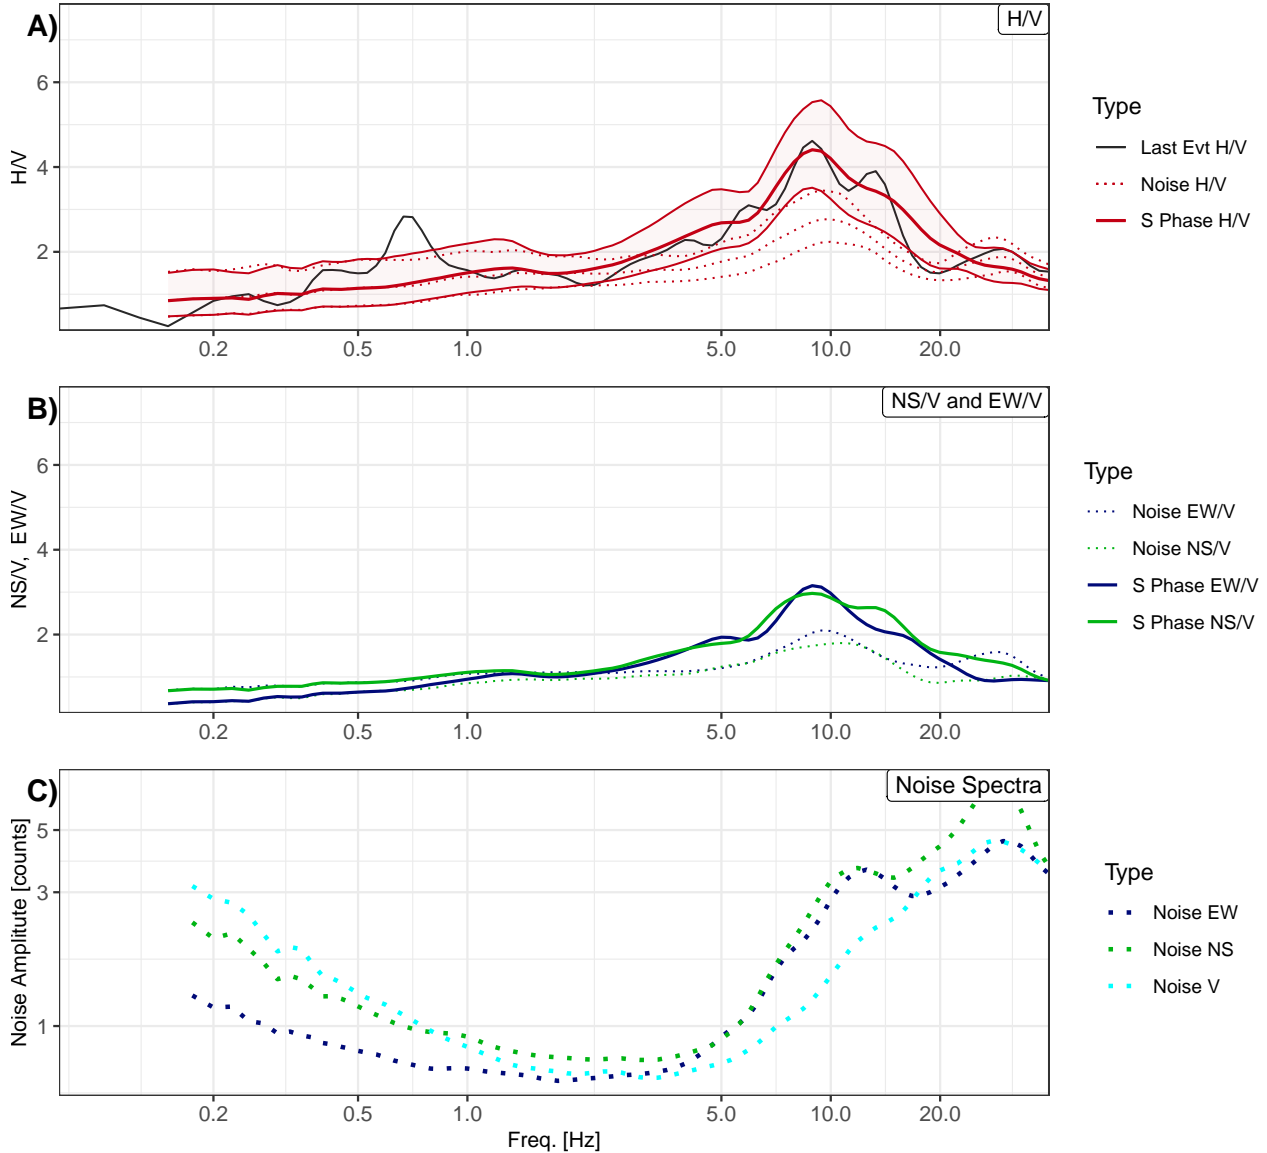 A)
H/V
H/V
6
4
2
0.2 0.5 1.0 5.0 10.0 20.0
Type
Last Evt H/V
Noise H/V
S Phase H/V
B)
NS/V and EW/V
NS/V, EW/V
6
4
2
0.2 0.5 1.0 5.0 10.0 20.0
Type
Noise EW/V
Noise NS/V
S Phase EW/V
S Phase NS/V
C)
Noise Spectra
Noise Amplitude [counts]
5
3
1
0.2 0.5 1.0 5.0 10.0 20.0
Freq. [Hz]
Type
Noise EW
Noise NS
Noise V